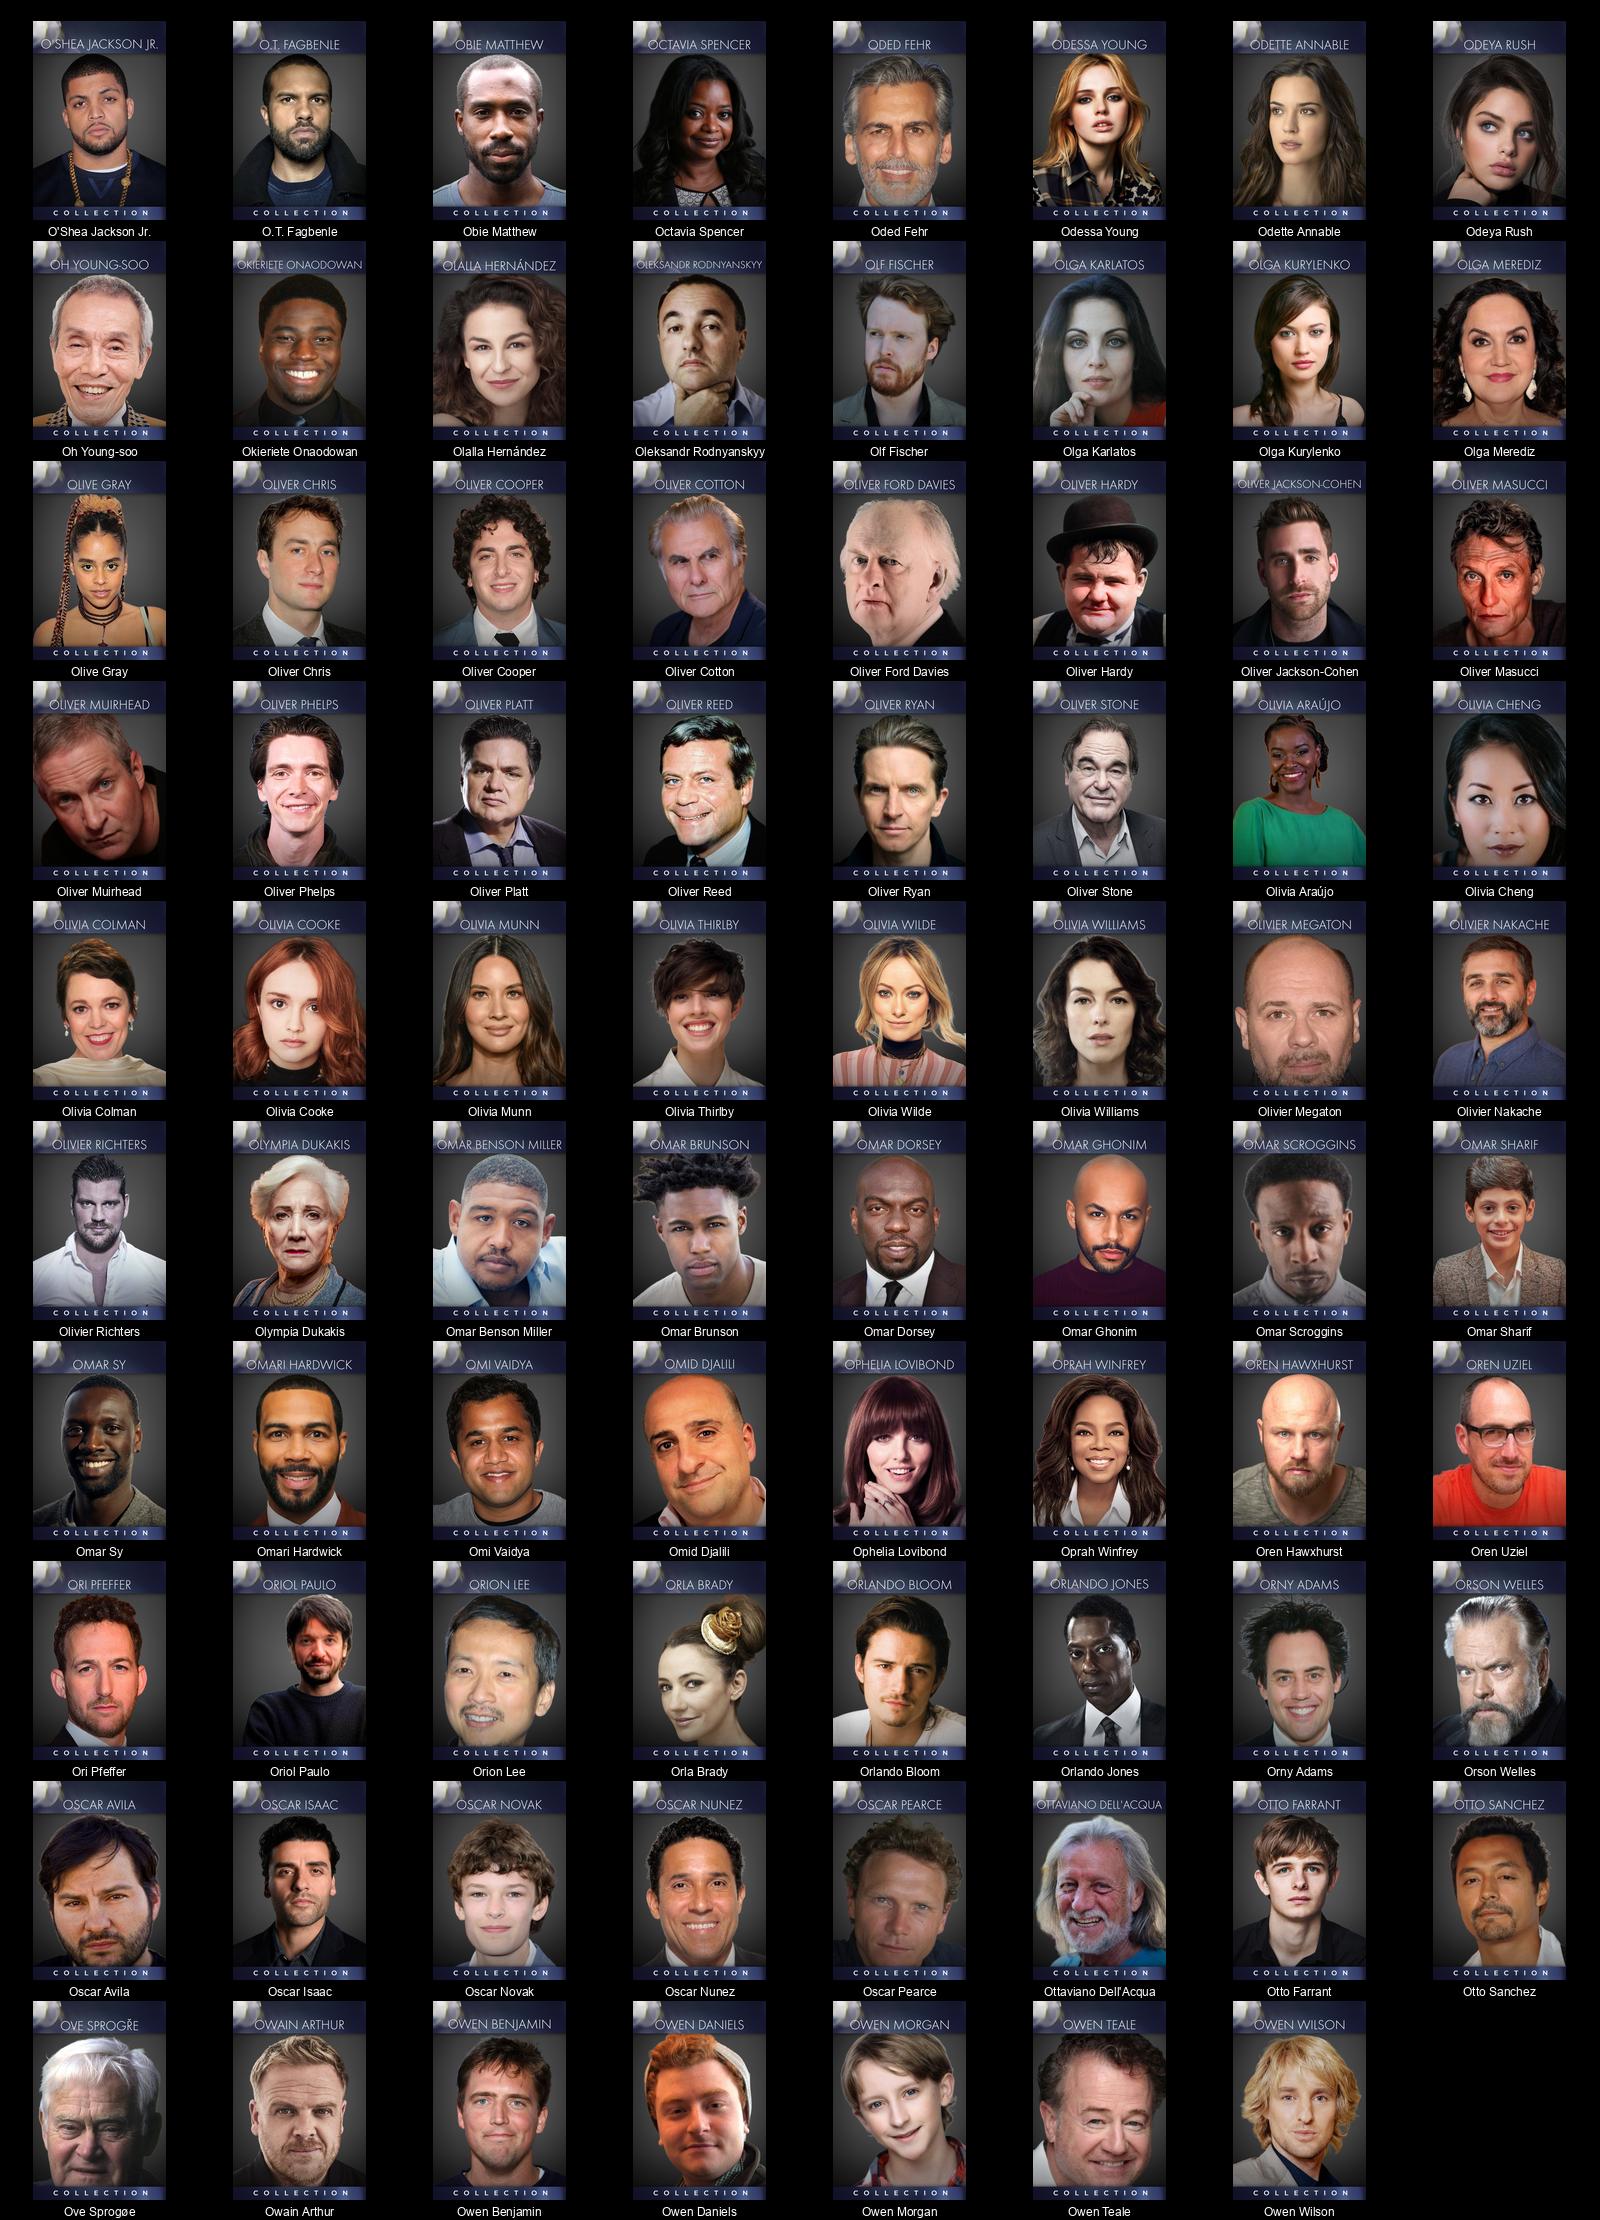 O'SHEA JACKSON JR. O.T. FAGBENLE OBIE MATTHEW OCTAVIA SPENCER ODED FEHR ODESSA YOUNG ODETTE ANNABLE ODEYA RUSH
COLLECTION COLLECTION COLLECTION COLLECTION COLLECTION COLLECTION COLLECTION COLLECTION
O'Shea Jackson Jr. O.T. Fagbenle Obie Matthew Octavia Spencer Oded Fehr Odessa Young Odette Annable Odeya Rush
OH YOUNG-SOO OKIERIETE ONAODOWAN OLALLA HERNÁNDEZ OLEKSANDR RODNYANSKYY OLF FISCHER OLGA KARLATOS OLGA KURYLENKO OLGA MEREDIZ
COLLECTION COLLECTION COLLECTION COLLECTION COLLECTION COLLECTION COLLECTION COLLECTION
Oh Young-soo Okieriete Onaodowan Olalla Hernández Oleksandr Rodnyanskyy Olf Fischer Olga Karlatos Olga Kurylenko Olga Merediz
OLIVE GRAY OLIVER CHRIS OLIVER COOPER OLIVER COTTON OLIVER FORD DAVIES OLIVER HARDY OLIVER JACKSON-COHEN OLIVER MASUCCI
COLLECTION COLLECTION COLLECTION COLLECTION COLLECTION COLLECTION COLLECTION COLLECTION
Olive Gray Oliver Chris Oliver Cooper Oliver Cotton Oliver Ford Davies Oliver Hardy Oliver Jackson-Cohen Oliver Masucci
OLIVER MUIRHEAD OLIVER PHELPS OLIVER PLATT OLIVER REED OLIVER RYAN OLIVER STONE OLIVIA ARAÚJO OLIVIA CHENG
COLLECTION COLLECTION COLLECTION COLLECTION COLLECTION COLLECTION COLLECTION COLLECTION
Oliver Muirhead Oliver Phelps Oliver Platt Oliver Reed Oliver Ryan Oliver Stone Olivia Araújo Olivia Cheng
OLIVIA COLMAN OLIVIA COOKE OLIVIA MUNN OLIVIA THIRLBY OLIVIA WILDE OLIVIA WILLIAMS OLIVIER MEGATON OLIVIER NAKACHE
COLLECTION COLLECTION COLLECTION COLLECTION COLLECTION COLLECTION COLLECTION COLLECTION
Olivia Colman Olivia Cooke Olivia Munn Olivia Thirlby Olivia Wilde Olivia Williams Olivier Megaton Olivier Nakache
OLIVIER RICHTERS OLYMPIA DUKAKIS OMAR BENSON MILLER OMAR BRUNSON OMAR DORSEY OMAR GHONIM OMAR SCROGGINS OMAR SHARIF
COLLECTION COLLECTION COLLECTION COLLECTION COLLECTION COLLECTION COLLECTION COLLECTION
Olivier Richters Olympia Dukakis Omar Benson Miller Omar Brunson Omar Dorsey Omar Ghonim Omar Scroggins Omar Sharif
OMAR SY OMARI HARDWICK OMI VAIDYA OMID DJALILI OPHELIA LOVIBOND OPRAH WINFREY OREN HAWXHURST OREN UZIEL
COLLECTION COLLECTION COLLECTION COLLECTION COLLECTION COLLECTION COLLECTION COLLECTION
Omar Sy Omari Hardwick Omi Vaidya Omid Djalili Ophelia Lovibond Oprah Winfrey Oren Hawxhurst Oren Uziel
ORI PFEFFER ORIOL PAULO ORION LEE ORLA BRADY ORLANDO BLOOM ORLANDO JONES ORNY ADAMS ORSON WELLES
COLLECTION COLLECTION COLLECTION COLLECTION COLLECTION COLLECTION COLLECTION COLLECTION
Ori Pfeffer Oriol Paulo Orion Lee Orla Brady Orlando Bloom Orlando Jones Orny Adams Orson Welles
OSCAR AVILA OSCAR ISAAC OSCAR NOVAK OSCAR NUNEZ OSCAR PEARCE OTTAVIANO DELL'ACQUA OTTO FARRANT OTTO SANCHEZ
COLLECTION COLLECTION COLLECTION COLLECTION COLLECTION COLLECTION COLLECTION COLLECTION
Oscar Avila Oscar Isaac Oscar Novak Oscar Nunez Oscar Pearce Ottaviano Dell'Acqua Otto Farrant Otto Sanchez
OVE SPROGØE OWAIN ARTHUR OWEN BENJAMIN OWEN DANIELS OWEN MORGAN OWEN TEALE OWEN WILSON
COLLECTION COLLECTION COLLECTION COLLECTION COLLECTION COLLECTION COLLECTION
Ove Sprogøe Owain Arthur Owen Benjamin Owen Daniels Owen Morgan Owen Teale Owen Wilson